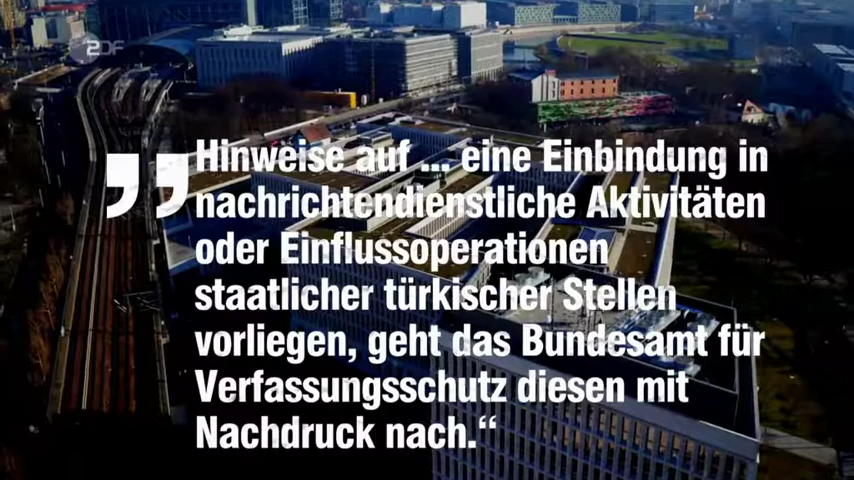 ZDF
„Hinweise auf ... eine Einbindung in
nachrichtendienstliche Aktivitäten
oder Einflussoperationen
staatlicher türkischer Stellen
vorliegen, geht das Bundesamt für
Verfassungsschutz diesen mit
Nachdruck nach.“